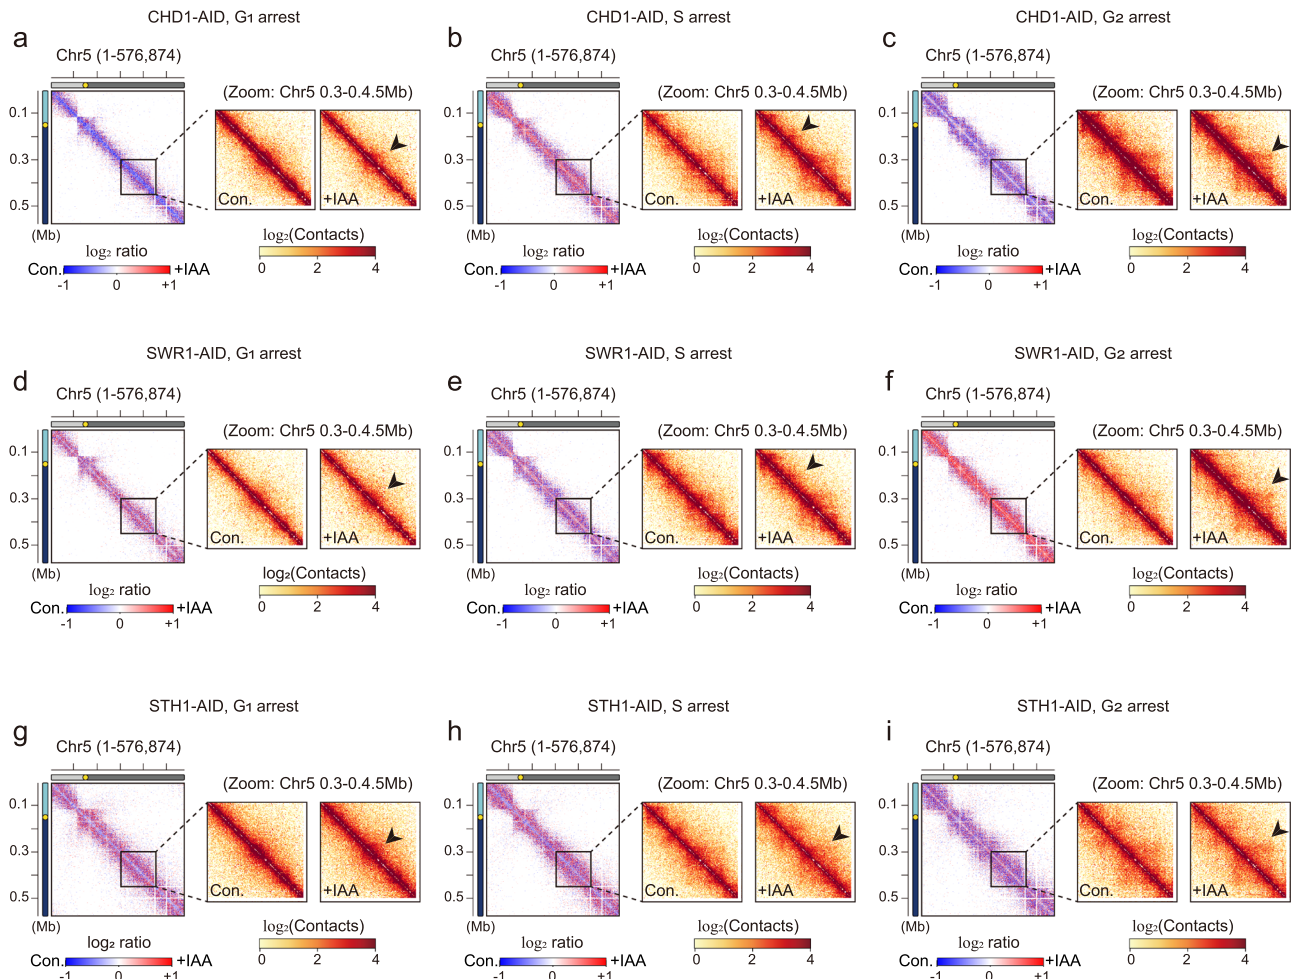 CHD1-AID, G1 arrest
a
Chr5 (1-576,874)
(Zoom: Chr5 0.3-0.4.5Mb)
0.1
0.3
0.5
(Mb)
Con.
+IAA
log2 ratio
Con.
+IAA
-1 0 +1
log2(Contacts)
0 2 4
CHD1-AID, S arrest
b
Chr5 (1-576,874)
(Zoom: Chr5 0.3-0.4.5Mb)
0.1
0.3
0.5
(Mb)
Con.
+IAA
log2 ratio
Con.
+IAA
-1 0 +1
log2(Contacts)
0 2 4
CHD1-AID, G2 arrest
c
Chr5 (1-576,874)
(Zoom: Chr5 0.3-0.4.5Mb)
0.1
0.3
0.5
(Mb)
Con.
+IAA
log2 ratio
Con.
+IAA
-1 0 +1
log2(Contacts)
0 2 4
SWR1-AID, G1 arrest
d
Chr5 (1-576,874)
(Zoom: Chr5 0.3-0.4.5Mb)
0.1
0.3
0.5
(Mb)
Con.
+IAA
log2 ratio
Con.
+IAA
-1 0 +1
log2(Contacts)
0 2 4
SWR1-AID, S arrest
e
Chr5 (1-576,874)
(Zoom: Chr5 0.3-0.4.5Mb)
0.1
0.3
0.5
(Mb)
Con.
+IAA
log2 ratio
Con.
+IAA
-1 0 +1
log2(Contacts)
0 2 4
SWR1-AID, G2 arrest
f
Chr5 (1-576,874)
(Zoom: Chr5 0.3-0.4.5Mb)
0.1
0.3
0.5
(Mb)
Con.
+IAA
log2 ratio
Con.
+IAA
-1 0 +1
log2(Contacts)
0 2 4
STH1-AID, G1 arrest
g
Chr5 (1-576,874)
(Zoom: Chr5 0.3-0.4.5Mb)
0.1
0.3
0.5
(Mb)
Con.
+IAA
log2 ratio
Con.
+IAA
-1 0 +1
log2(Contacts)
0 2 4
STH1-AID, S arrest
h
Chr5 (1-576,874)
(Zoom: Chr5 0.3-0.4.5Mb)
0.1
0.3
0.5
(Mb)
Con.
+IAA
log2 ratio
Con.
+IAA
-1 0 +1
log2(Contacts)
0 2 4
STH1-AID, G2 arrest
i
Chr5 (1-576,874)
(Zoom: Chr5 0.3-0.4.5Mb)
0.1
0.3
0.5
(Mb)
Con.
+IAA
log2 ratio
Con.
+IAA
-1 0 +1
log2(Contacts)
0 2 4